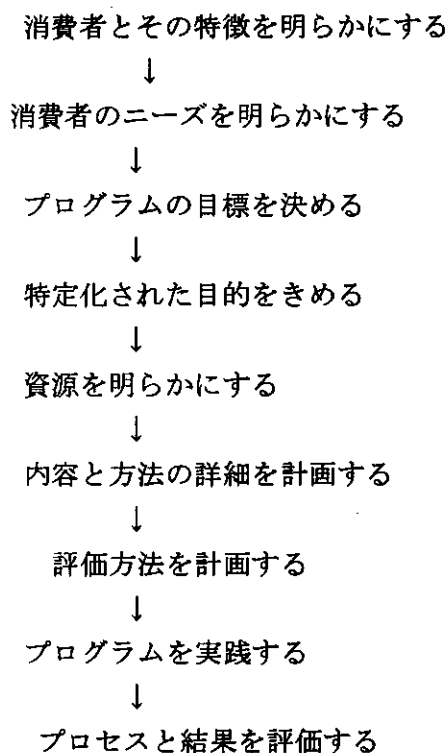 消費者とその特徴を明らかにする
↓
消費者のニーズを明らかにする
↓
プログラムの目標を決める
↓
特定化された目的をきめる
↓
資源を明らかにする
↓
内容と方法の詳細を計画する
↓
評価方法を計画する
↓
プログラムを実践する
↓
プロセスと結果を評価する